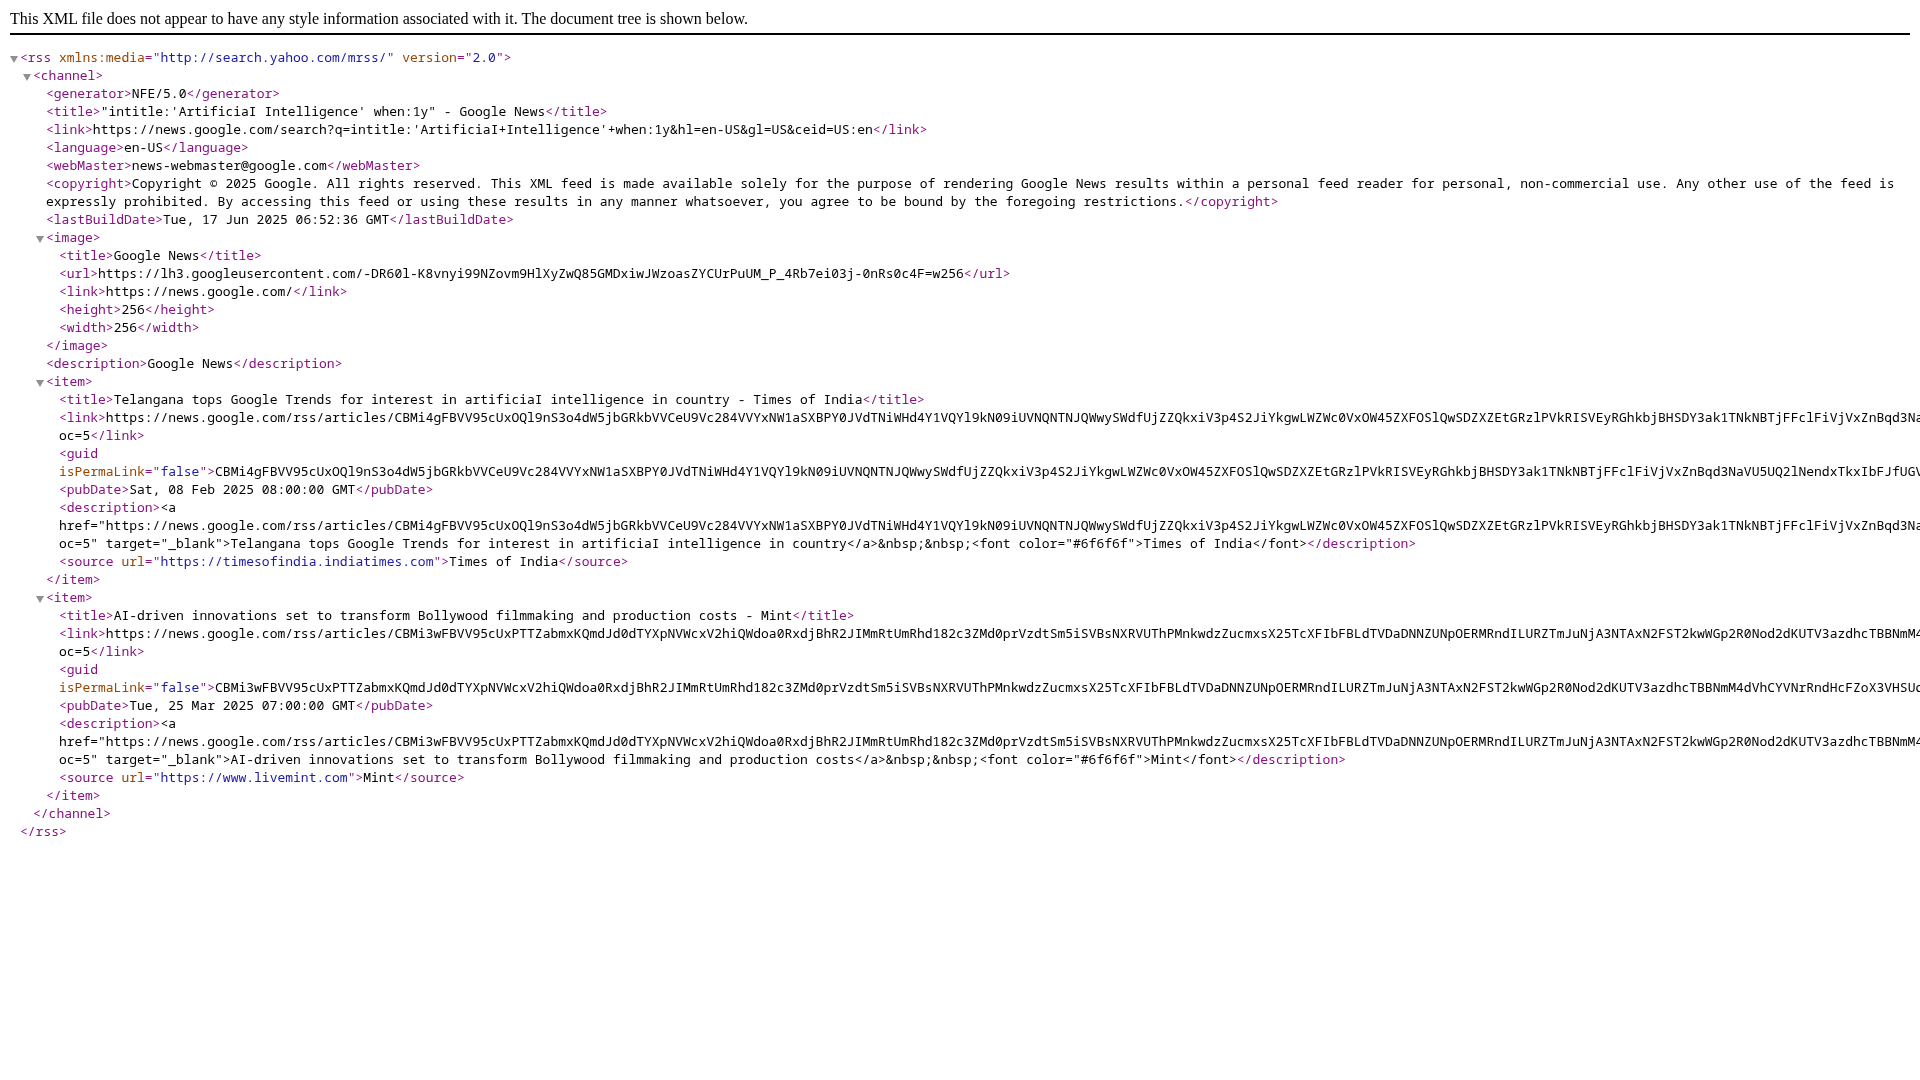 This XML file does not appear to have any style information associated with it. The document tree is shown below.
<rss xmlns:media="http://search.yahoo.com/mrss/" version="2.0">
<channel>
<generator>NFE/5.0</generator>
<title>"intitle:'ArtificiaI Intelligence' when:1y" - Google News</title>
<link>https://news.google.com/search?q=intitle:'ArtificiaI+Intelligence'+when:1y&hl=en-US&gl=US&ceid=US:en</link>
<language>en-US</language>
<webMaster>news-webmaster@google.com</webMaster>
<copyright>Copyright © 2025 Google. All rights reserved. This XML feed is made available solely for the purpose of rendering Google News results within a personal feed reader for personal, non-commercial use. Any other use of the feed is
expressly prohibited. By accessing this feed or using these results in any manner whatsoever, you agree to be bound by the foregoing restrictions.</copyright>
<lastBuildDate>Tue, 17 Jun 2025 06:52:36 GMT</lastBuildDate>
<image>
<title>Google News</title>
<url>https://lh3.googleusercontent.com/-DR60l-K8vnyi99NZovm9HlXyZwQ85GMDxiwJWzoasZYCUrPuUM_P_4Rb7ei03j-0nRs0c4F=w256</url>
<link>https://news.google.com/</link>
<height>256</height>
<width>256</width>
</image>
<description>Google News</description>
<item>
<title>Telangana tops Google Trends for interest in artificiaI intelligence in country - Times of India</title>
<link>https://news.google.com/rss/articles/
oc=5</link>
<guid
isPermaLink="false">
<pubDate>Sat, 08 Feb 2025 08:00:00 GMT</pubDate>
<description><a
href="https://news.google.com/rss/articles/
oc=5" target="_blank">Telangana tops Google Trends for interest in artificiaI intelligence in country</a>&nbsp;&nbsp;<font color="#6f6f6f">Times of India</font></description>
<source url="https://timesofindia.indiatimes.com">Times of India</source>
</item>
<item>
<title>AI-driven innovations set to transform Bollywood filmmaking and production costs - Mint</title>
<link>https://news.google.com/rss/articles/
oc=5</link>
<guid
isPermaLink="false">
<pubDate>Tue, 25 Mar 2025 07:00:00 GMT</pubDate>
<description><a
href="https://news.google.com/rss/articles/
oc=5" target="_blank">AI-driven innovations set to transform Bollywood filmmaking and production costs</a>&nbsp;&nbsp;<font color="#6f6f6f">Mint</font></description>
<source url="https://www.livemint.com">Mint</source>
</item>
</channel>
</rss>